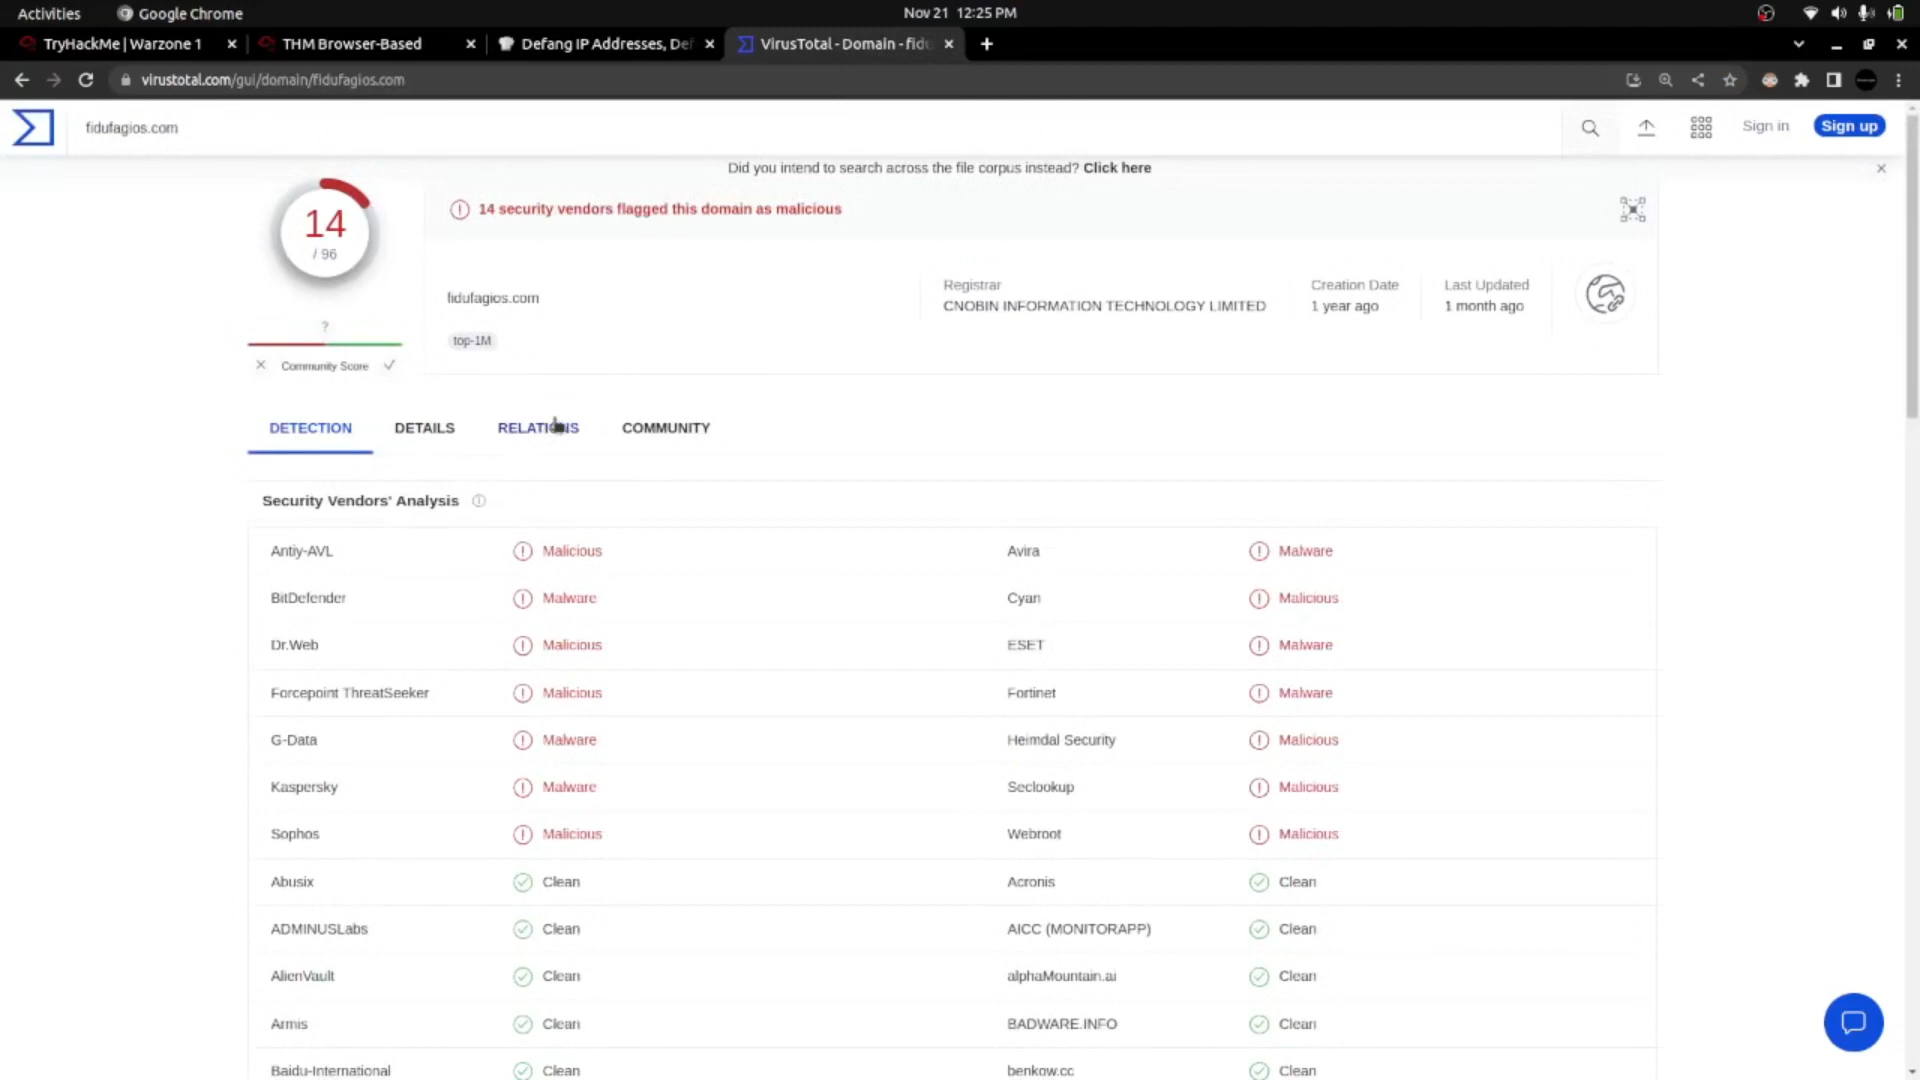 Activities Google Chrome Nov 21 12:25 PM
TryHackMe | Warzone 1 THM Browser-Based Defang IP Addresses, Def VirusTotal - Domain - fidu
virustotal.com/gui/domain/fidufagios.com
fidufagios.com Sign in Sign up
Did you intend to search across the file corpus instead? Click here
14
/ 96
14 security vendors flagged this domain as malicious
fidufagios.com
top-1M
Registrar
CNOBIN INFORMATION TECHNOLOGY LIMITED
Creation Date
1 year ago
Last Updated
1 month ago
?
Community Score
DETECTION DETAILS RELATIONS COMMUNITY
Security Vendors' Analysis
Antiy-AVL Malicious Avira Malware
BitDefender Malware Cyan Malicious
Dr.Web Malicious ESET Malware
Forcepoint ThreatSeeker Malicious Fortinet Malware
G-Data Malware Heimdal Security Malicious
Kaspersky Malware Seclookup Malicious
Sophos Malicious Webroot Malicious
Abusix Clean Acronis Clean
ADMINUSLabs Clean AICC (MONITORAPP) Clean
AlienVault Clean alphaMountain.ai Clean
Armis Clean BADWARE.INFO Clean
Baidu-International Clean benkow.cc Clean